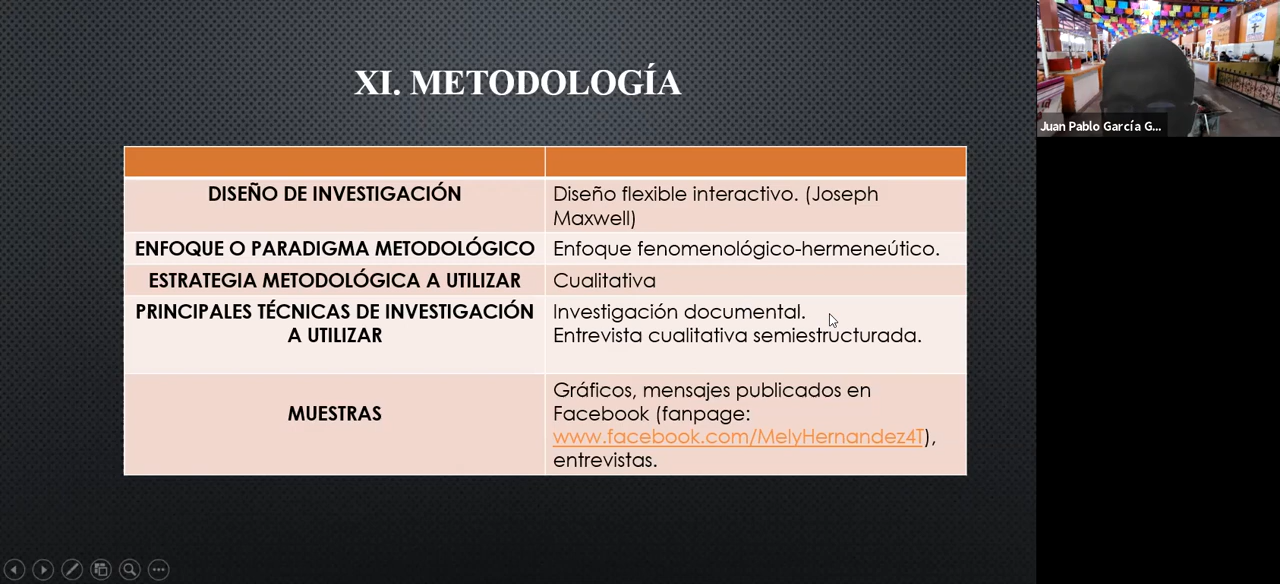 XI. METODOLOGÍA
DISEÑO DE INVESTIGACIÓN
Diseño flexible interactivo. (Joseph
Maxwell)
ENFOQUE O PARADIGMA METODOLÓGICO
Enfoque fenomenológico-hermeneútico.
ESTRATEGIA METODOLÓGICA A UTILIZAR
Cualitativa
PRINCIPALES TÉCNICAS DE INVESTIGACIÓN
A UTILIZAR
Investigación documental.
Entrevista cualitativa semiestructurada.
MUESTRAS
Gráficos, mensajes publicados en
Facebook (fanpage:
www.facebook.com/MelyHernandez4T),
entrevistas.
Juan Pablo García G...